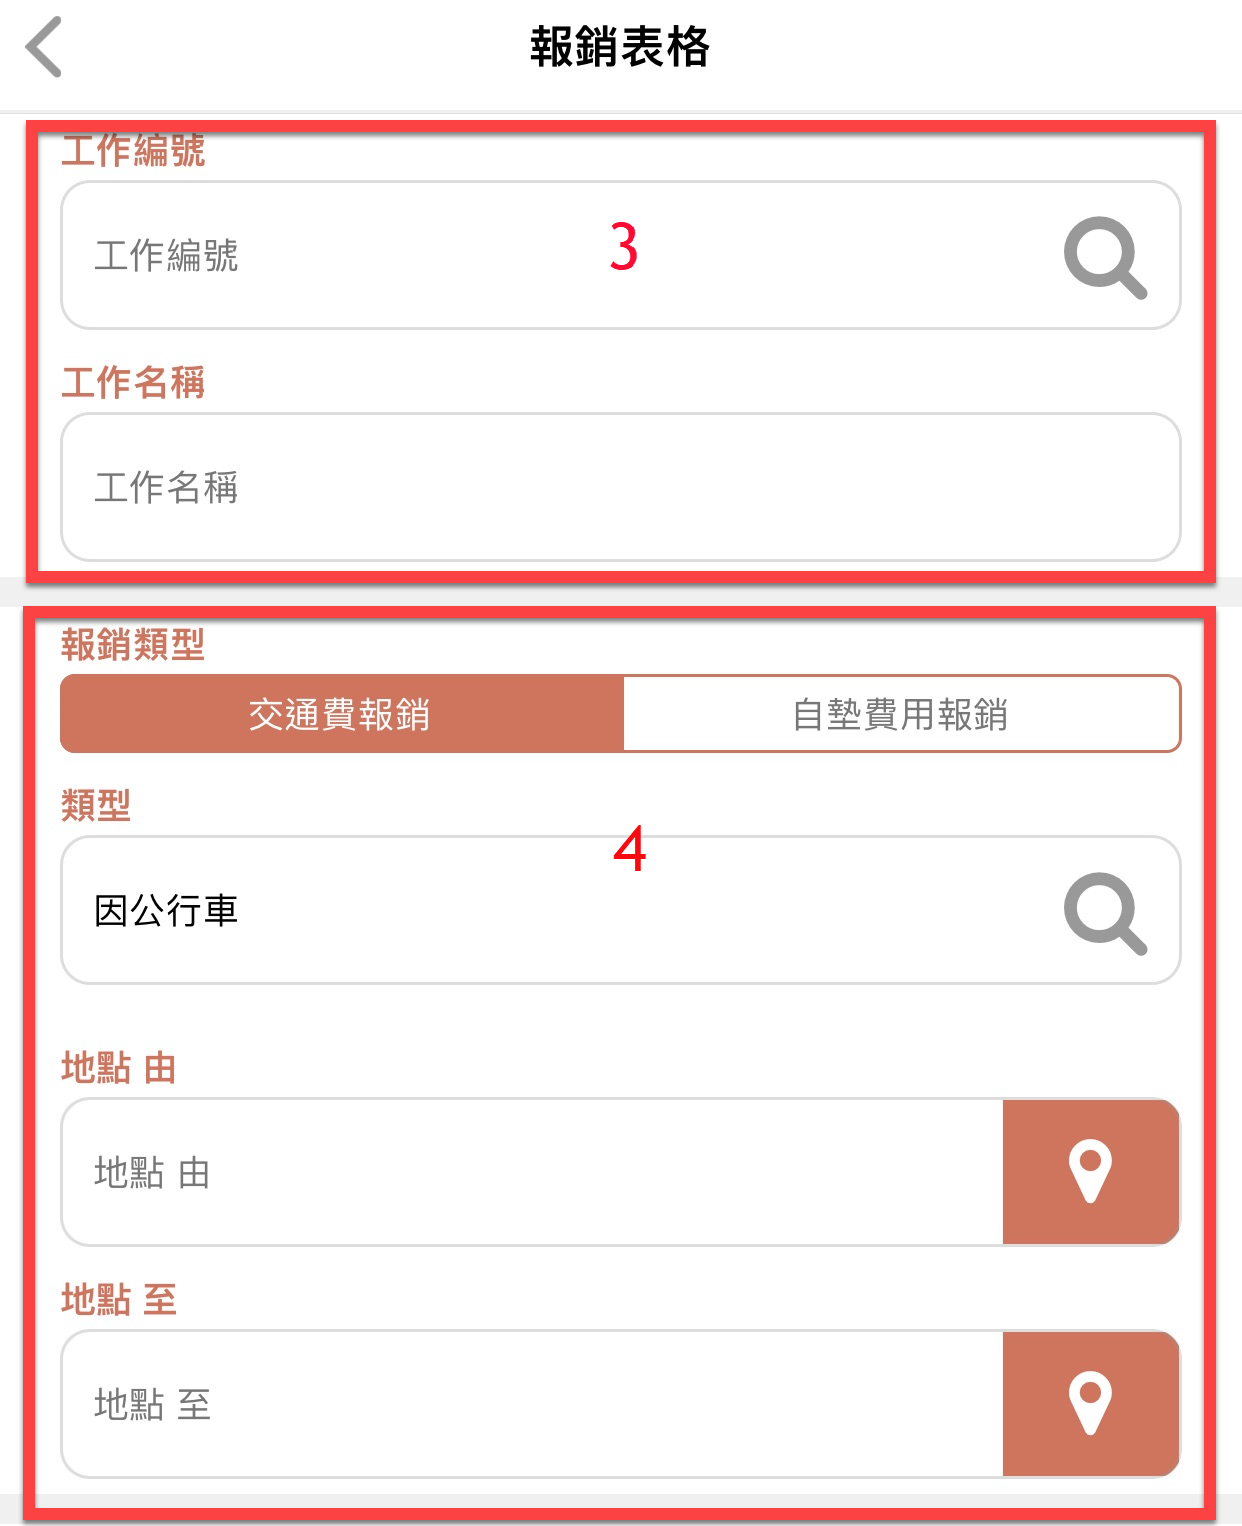 報銷表格
工作編號
工作編號
3
工作名稱
工作名稱
報銷類型
交通費報銷
自墊費用報銷
類型
4
因公行車
地點 由
地點 由
地點 至
地點 至